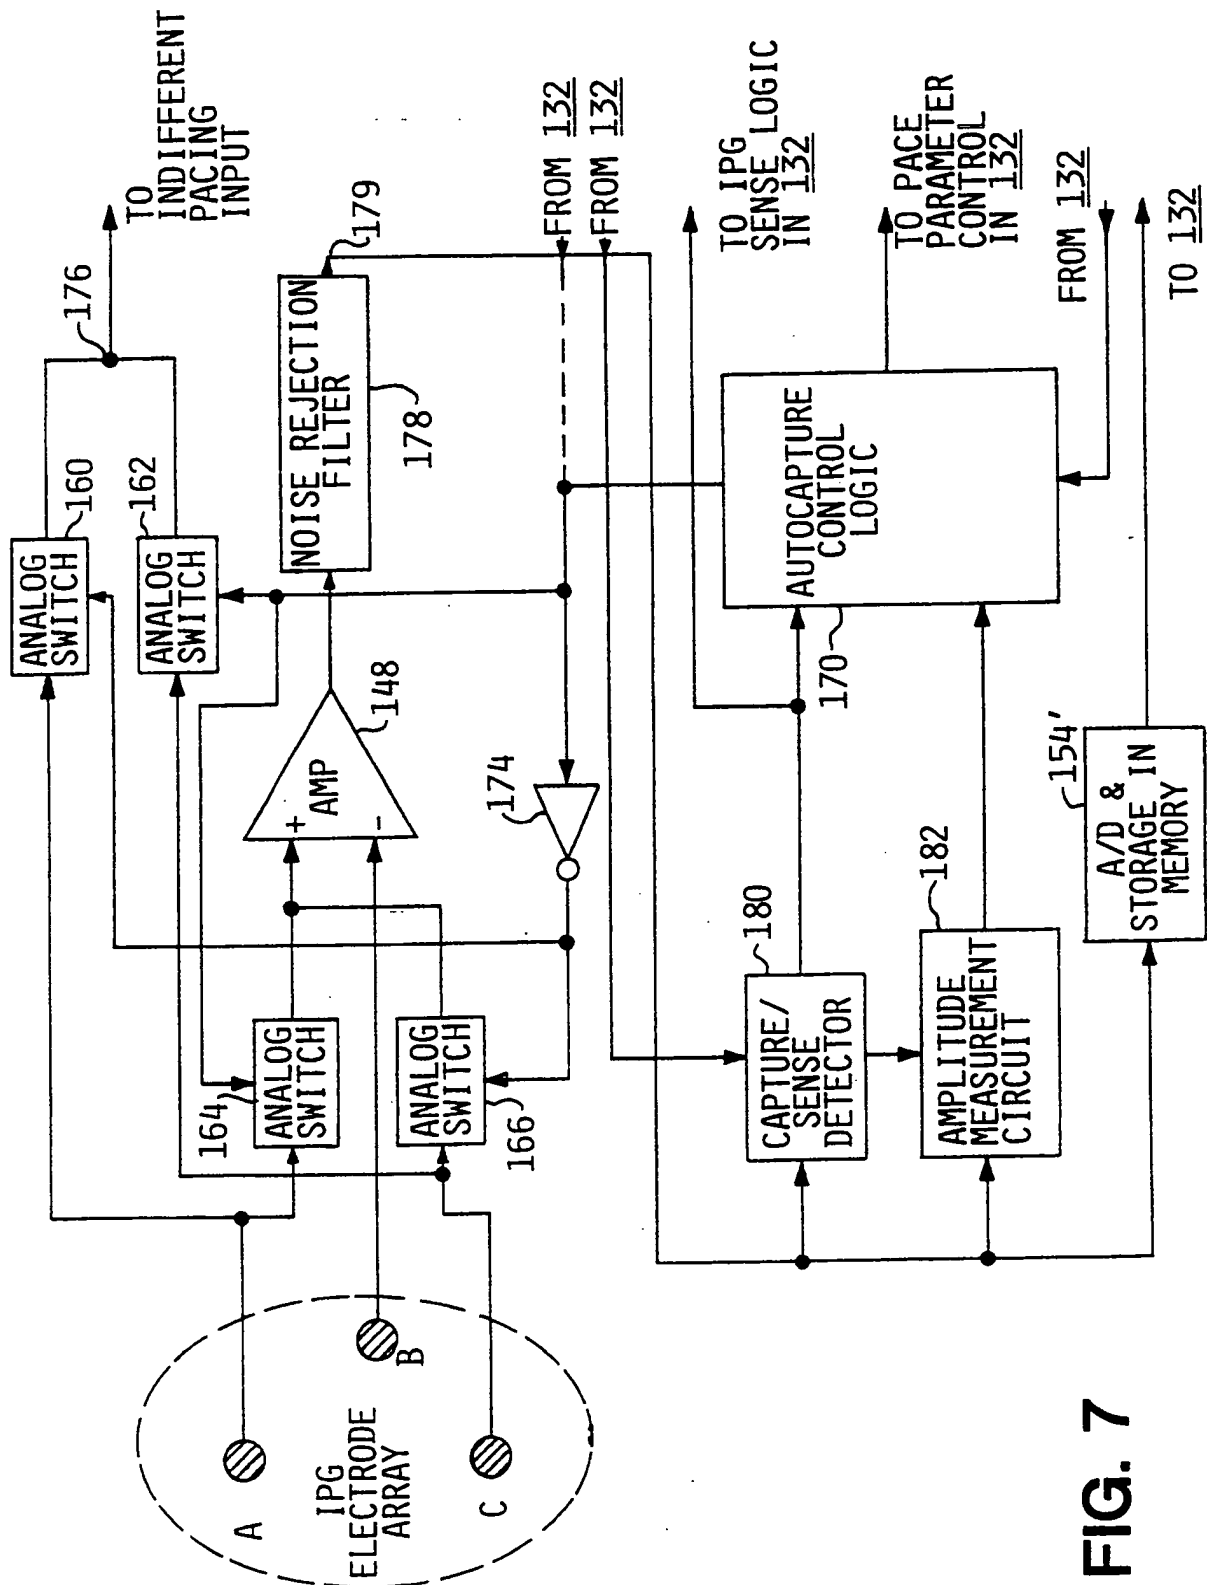 TO
INDIFFERENT
PACING
INPUT
176
ANALOG
SWITCH
160
ANALOG
SWITCH
162
179
NOISE REJECTION
FILTER
178
FROM 132
FROM 132
AMP
+
-
148
174
ANALOG
SWITCH
164
ANALOG
SWITCH
166
A
B
C
IPG
ELECTRODE
ARRAY
TO IPG
SENSE LOGIC
IN 132
TO PACE
PARAMETER
CONTROL
IN 132
FROM 132
TO 132
AUTOCAPTURE
CONTROL
LOGIC
170
CAPTURE/
SENSE
DETECTOR
180
AMPLITUDE
MEASUREMENT
CIRCUIT
182
A/D &
STORAGE IN
MEMORY
154'
FIG. 7